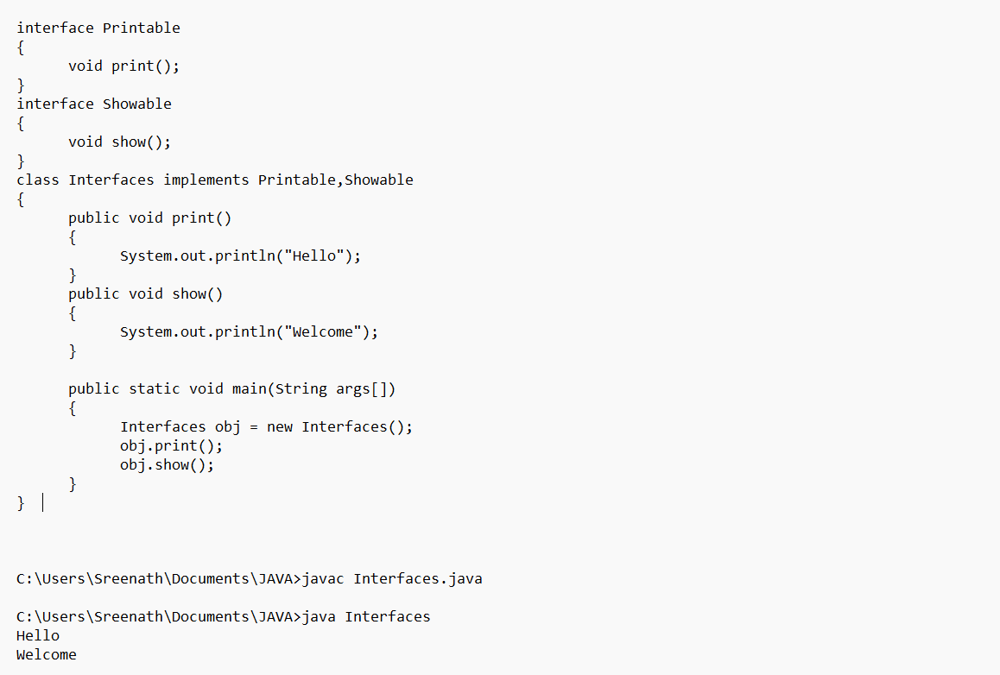 interface Printable
{
void print();
}
interface Showable
{
void show();
}
class Interfaces implements Printable,Showable
{
public void print()
{
System.out.println("Hello");
}
public void show()
{
System.out.println("Welcome");
}
public static void main(String args[])
{
Interfaces obj = new Interfaces();
obj.print();
obj.show();
}
}
C:\Users\Sreenath\Documents\JAVA>javac Interfaces.java
C:\Users\Sreenath\Documents\JAVA>java Interfaces
Hello
Welcome